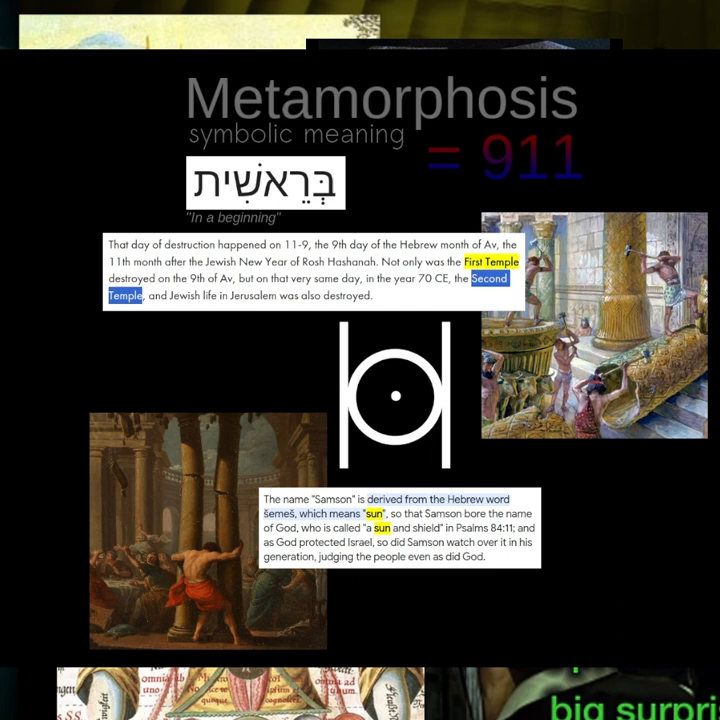 Metamorphosis
symbolic meaning
= 911
בְּרֵאשִׁית
"In a beginning"
That day of destruction happened on 11-9, the 9th day of the Hebrew month of Av, the
11th month after the Jewish New Year of Rosh Hashanah. Not only was the First Temple
destroyed on the 9th of Av, but on that very same day, in the year 70 CE, the Second
Temple, and Jewish life in Jerusalem was also destroyed.
The name "Samson" is derived from the Hebrew word
šemeš, which means "sun", so that Samson bore the name
of God, who is called "a sun and shield" in Psalms 84:11; and
as God protected Israel, so did Samson watch over it in his
generation, judging the people even as did God.
omnia
uno
quoque
big surpri